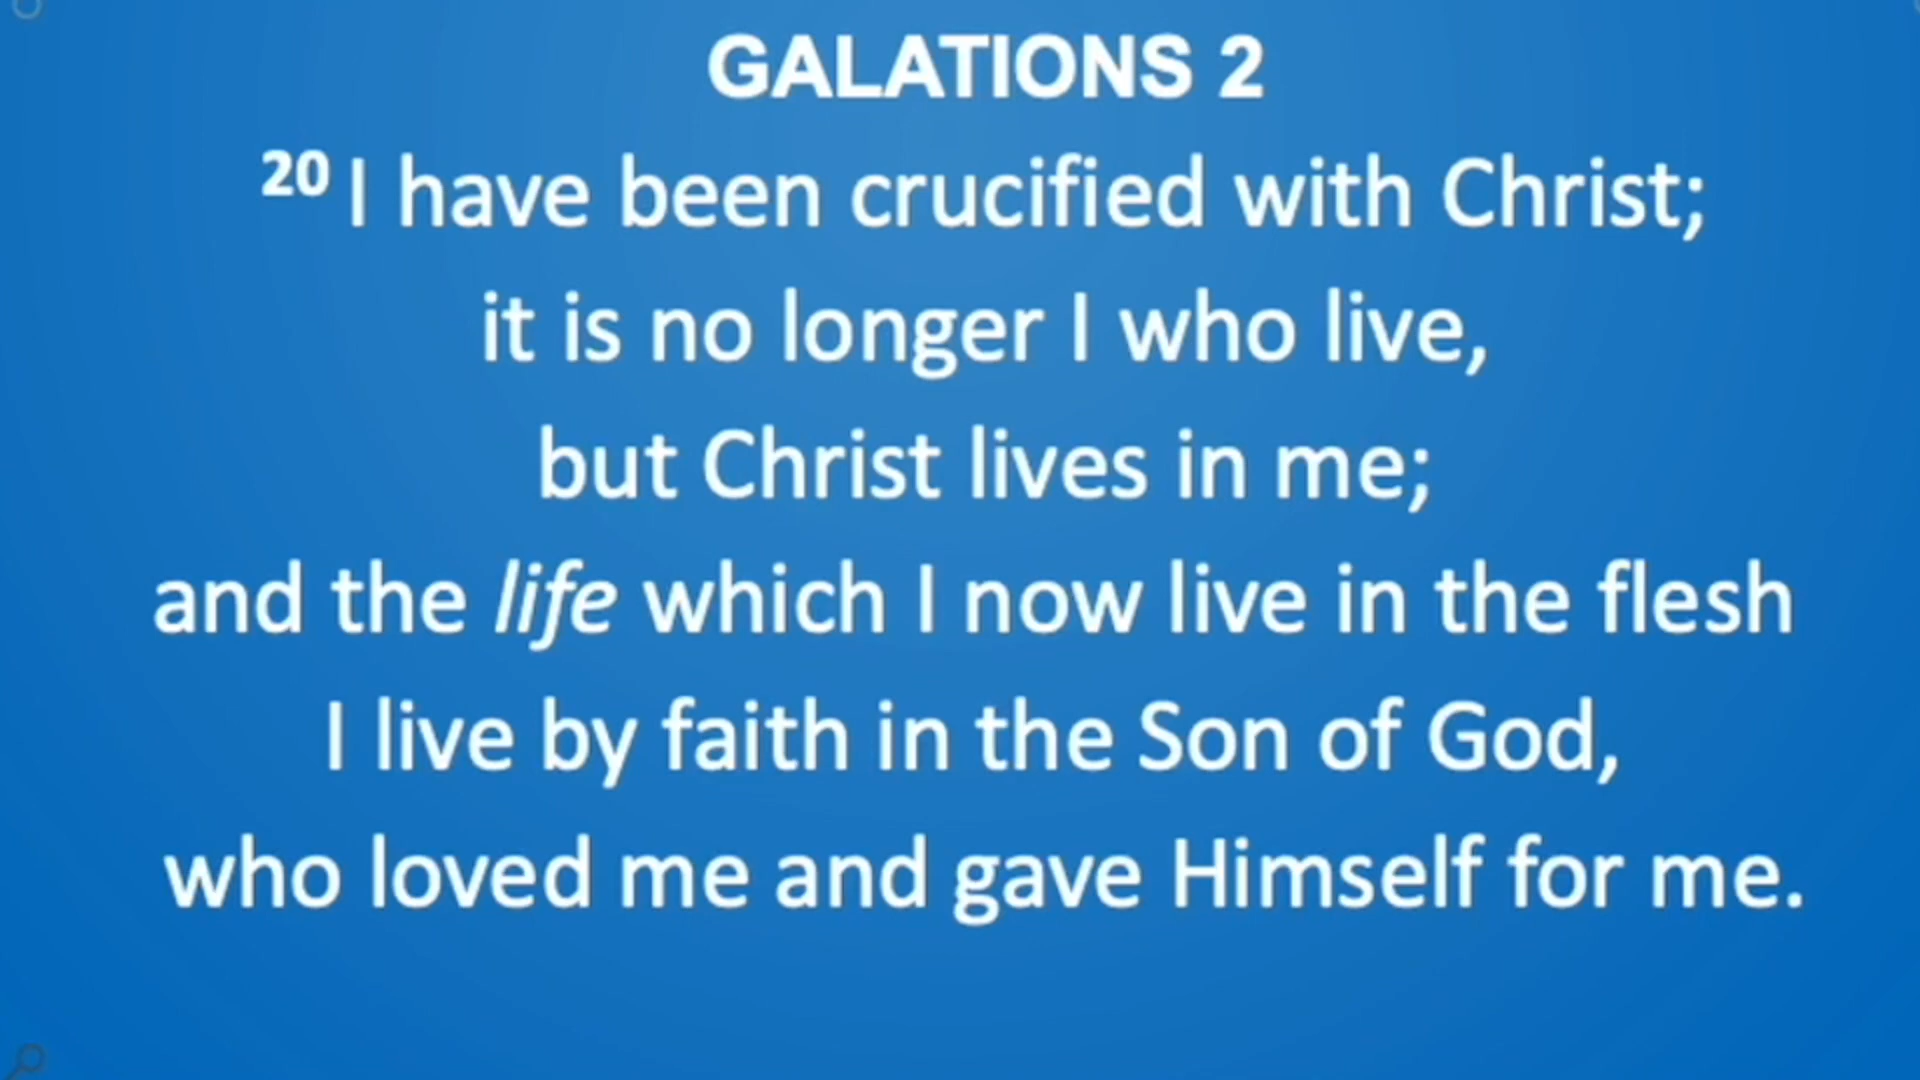 GALATIONS 2
20 I have been crucified with Christ;
it is no longer I who live,
but Christ lives in me;
and the life which I now live in the flesh
I live by faith in the Son of God,
who loved me and gave Himself for me.